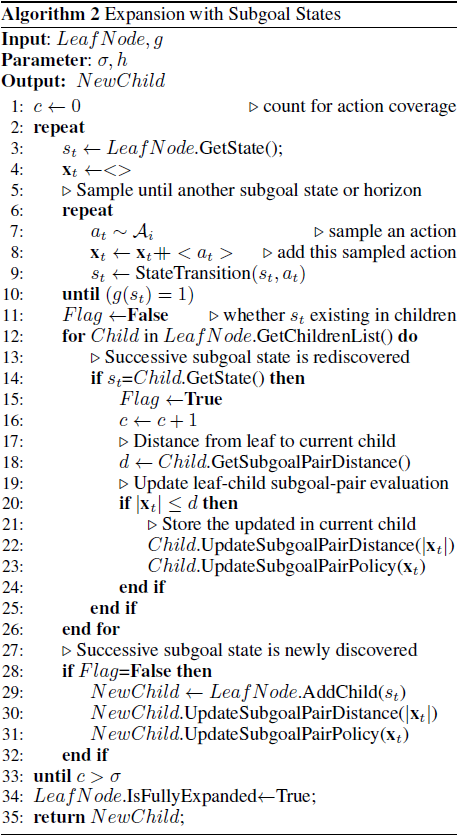 Algorithm 2 Expansion with Subgoal States
Input: LeafNode, g
Parameter: σ, h
Output: NewChild
1: c ← 0 ▷ count for action coverage
2: repeat
3: s_t ← LeafNode.GetState();
4: x_t ←<>
5: ▷ Sample until another subgoal state or horizon
6: repeat
7: a_t ∼ A_i ▷ sample an action
8: x_t ← x_t ++ < a_t > ▷ add this sampled action
9: s_t ← StateTransition(s_t, a_t)
10: until (g(s_t) = 1)
11: Flag ←False ▷ whether s_t existing in children
12: for Child in LeafNode.GetChildrenList() do
13: ▷ Successive subgoal state is rediscovered
14: if s_t=Child.GetState() then
15: Flag ←True
16: c ← c + 1
17: ▷ Distance from leaf to current child
18: d ← Child.GetSubgoalPairDistance()
19: ▷ Update leaf-child subgoal-pair evaluation
20: if |x_t| ≤ d then
21: ▷ Store the updated in current child
22: Child.UpdateSubgoalPairDistance(|x_t|)
23: Child.UpdateSubgoalPairPolicy(x_t)
24: end if
25: end if
26: end for
27: ▷ Successive subgoal state is newly discovered
28: if Flag=False then
29: NewChild ← LeafNode.AddChild(s_t)
30: NewChild.UpdateSubgoalPairDistance(|x_t|)
31: NewChild.UpdateSubgoalPairPolicy(x_t)
32: end if
33: until c > σ
34: LeafNode.IsFullyExpanded←True;
35: return NewChild;